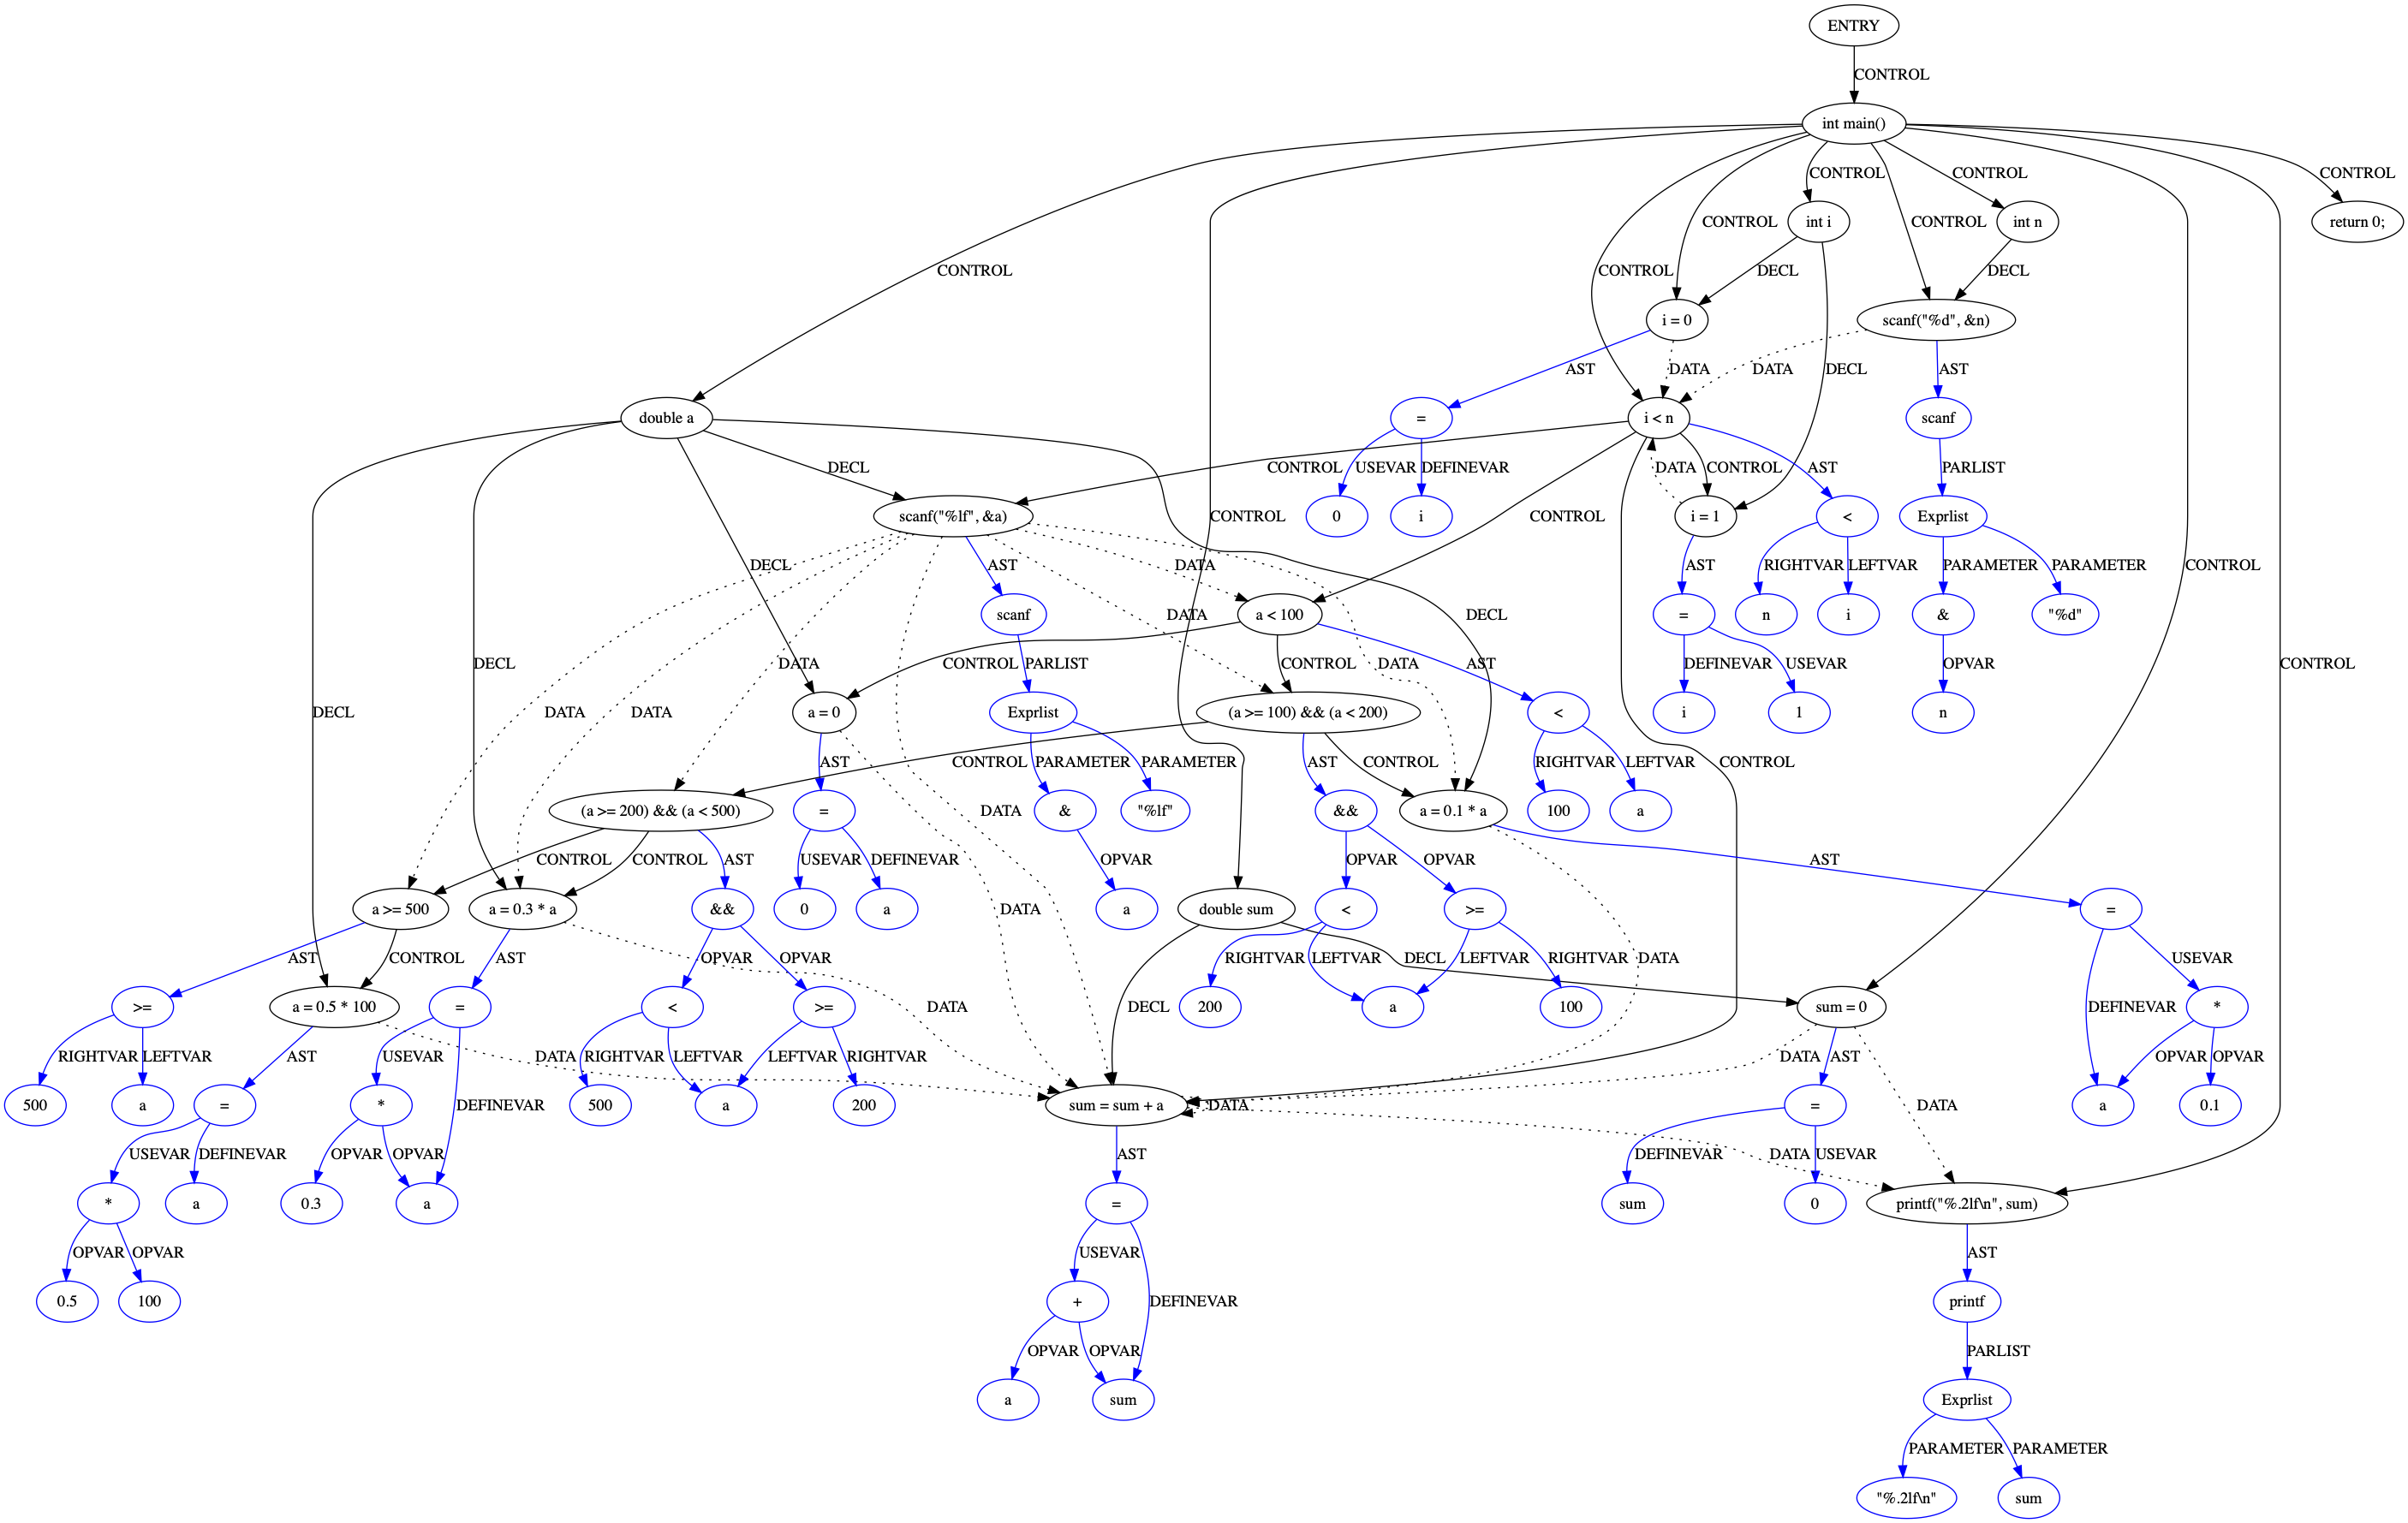 ENTRY
CONTROL
int main()
CONTROL CONTROL CONTROL
int i int n return 0;
CONTROL CONTROL
CONTROL CONTROL DECL DECL
i = 0 scanf("%d", &n)
AST DATA DATA DECL AST
double a = i < n scanf
DECL CONTROL USEVAR DEFINEVAR DATA CONTROL AST PARLIST
scanf("%lf", &a) CONTROL 0 i CONTROL i = 1 < Exprlist
DECL AST DATA AST RIGHTVAR LEFTVAR PARAMETER PARAMETER CONTROL
scanf DATA a < 100 DECL = n i & "%d"
DECL DATA CONTROL PARLIST CONTROL DATA AST DEFINEVAR USEVAR OPVAR CONTROL
DECL DATA DATA a = 0 Exprlist (a >= 100) && (a < 200) < i 1 n
AST CONTROL PARAMETER PARAMETER AST CONTROL RIGHTVAR LEFTVAR CONTROL
(a >= 200) && (a < 500) = & "%lf" DATA && a = 0.1 * a 100 a
CONTROL CONTROL AST USEVAR DEFINEVAR OPVAR OPVAR OPVAR AST
a >= 500 a = 0.3 * a && 0 a DATA a double sum < >= =
AST CONTROL AST OPVAR OPVAR DECL RIGHTVAR LEFTVAR DECL LEFTVAR RIGHTVAR DATA USEVAR
>= a = 0.5 * 100 = < >= DATA 200 a 100 sum = 0 DEFINEVAR *
RIGHTVAR LEFTVAR AST USEVAR DATA RIGHTVAR LEFTVAR LEFTVAR RIGHTVAR DATA AST OPVAR OPVAR
500 a = * DEFINEVAR 500 a 200 sum = sum + a DATA = DATA a 0.1
USEVAR DEFINEVAR OPVAR OPVAR AST DEFINEVAR DATA USEVAR
* a 0.3 a = sum 0 printf("%.2lf\n", sum)
OPVAR OPVAR USEVAR AST
0.5 100 + DEFINEVAR printf
OPVAR OPVAR PARLIST
a sum Exprlist
PARAMETER PARAMETER
"%.2lf\n" sum